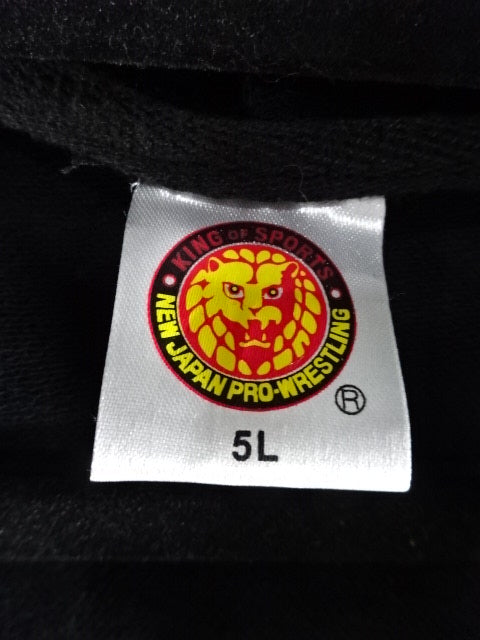 KING OF SPORTS
NEW JAPAN PRO-WRESTLING
®
5L